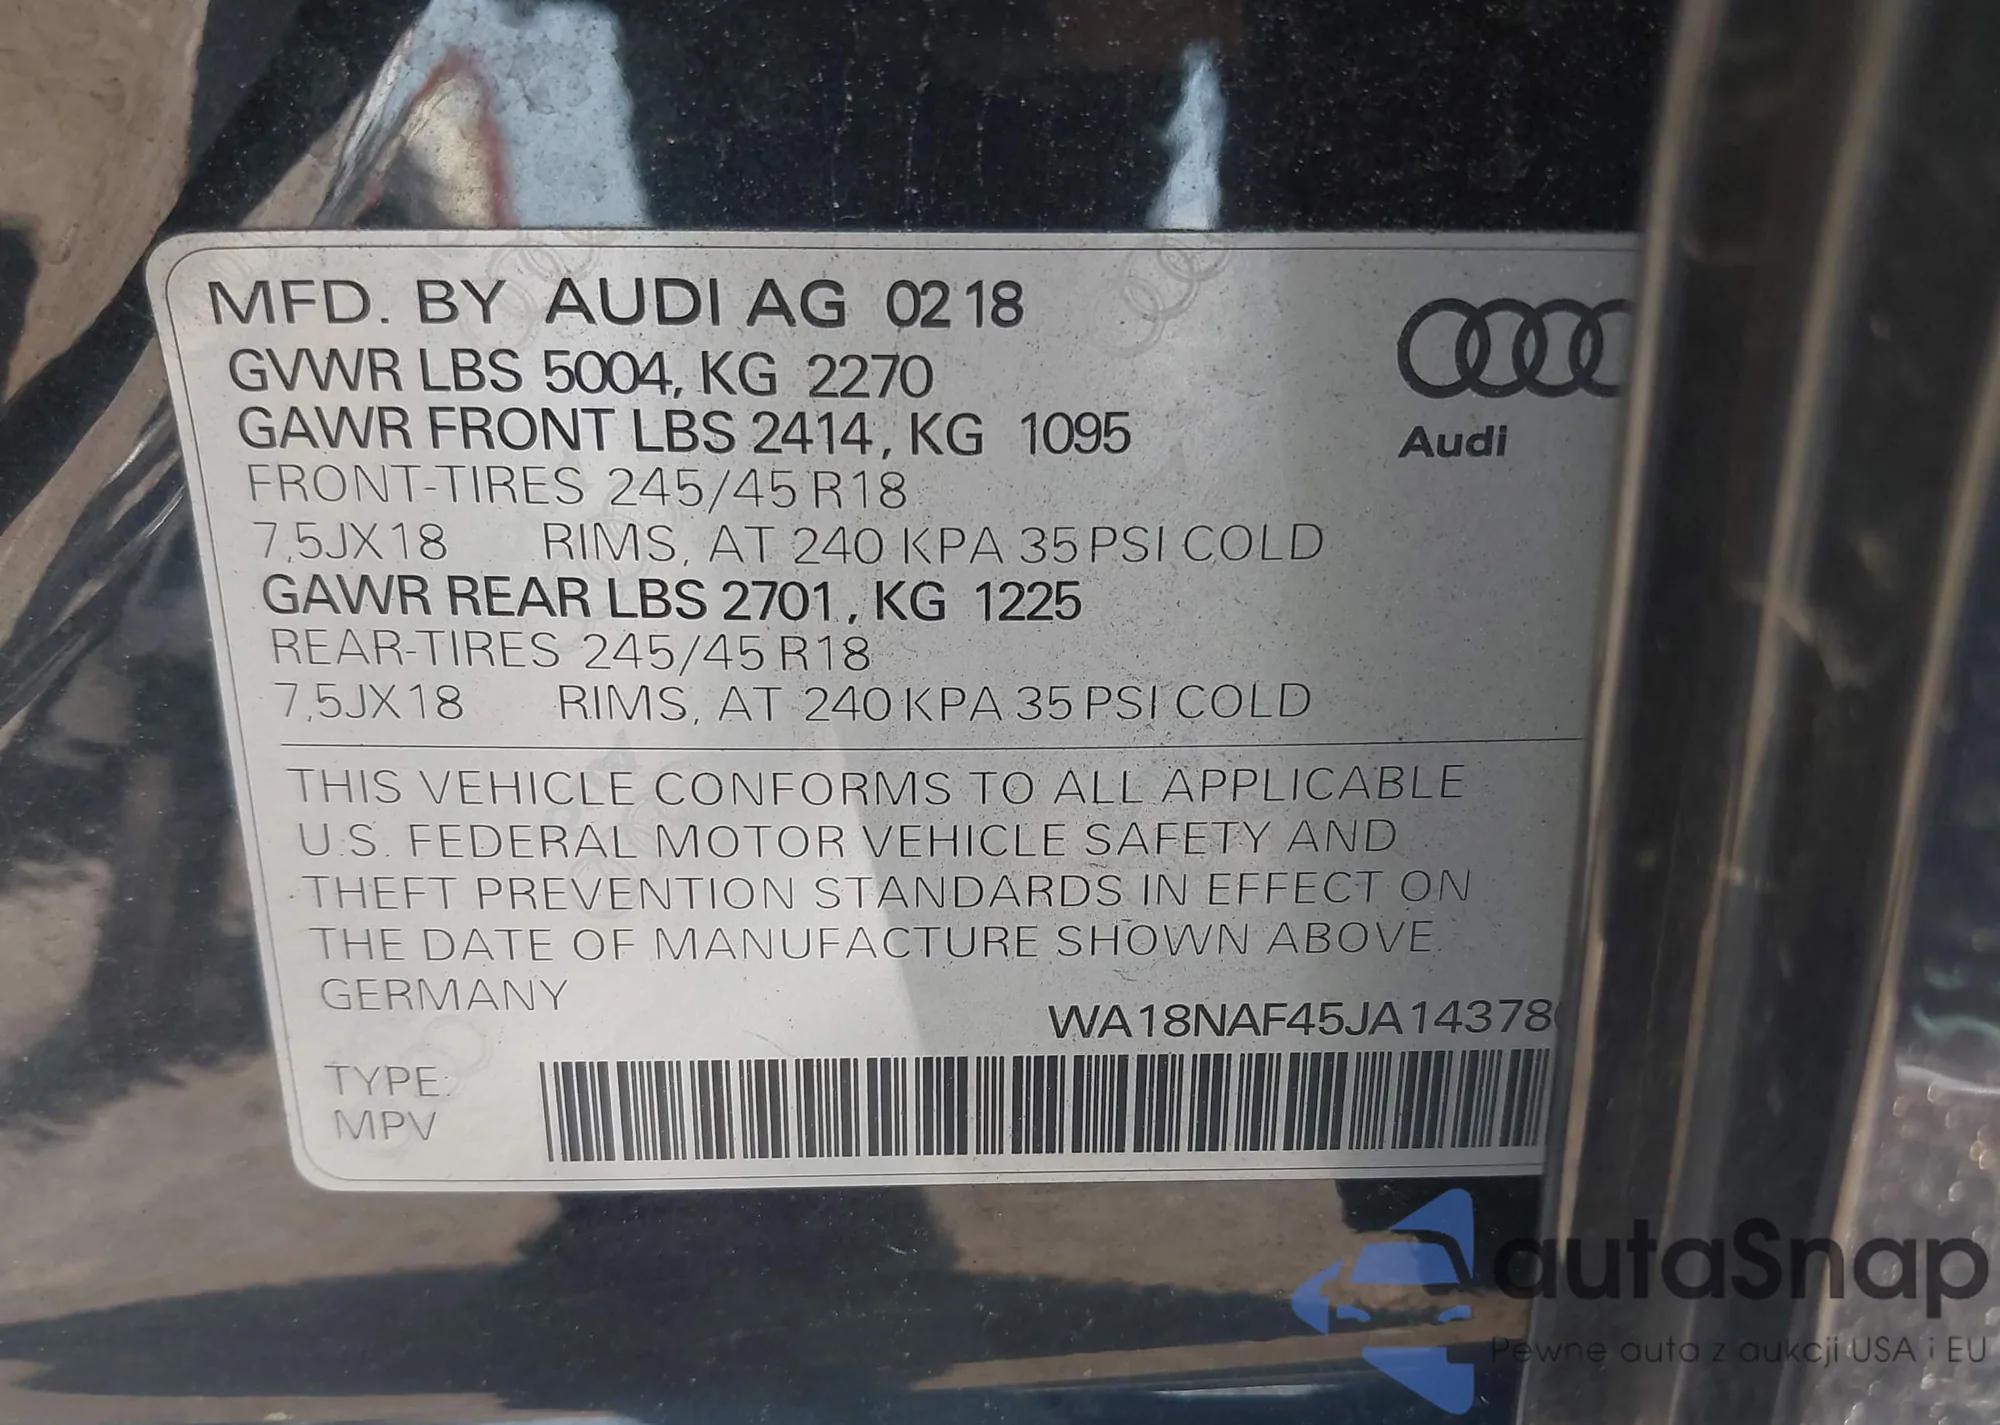 MFD. BY AUDI AG 0218
GVWR LBS 5004, KG 2270
GAWR FRONT LBS 2414, KG 1095
FRONT-TIRES 245/45 R18
7,5JX18 RIMS, AT 240 KPA 35 PSI COLD
GAWR REAR LBS 2701, KG 1225
REAR-TIRES 245/45 R18
7,5JX18 RIMS, AT 240 KPA 35 PSI COLD
Audi
THIS VEHICLE CONFORMS TO ALL APPLICABLE
U.S. FEDERAL MOTOR VEHICLE SAFETY AND
THEFT PREVENTION STANDARDS IN EFFECT ON
THE DATE OF MANUFACTURE SHOWN ABOVE.
GERMANY
WA18NAF45JA14378
TYPE:
MPV
autaSnap
Pewne auta z aukcji USA i EU